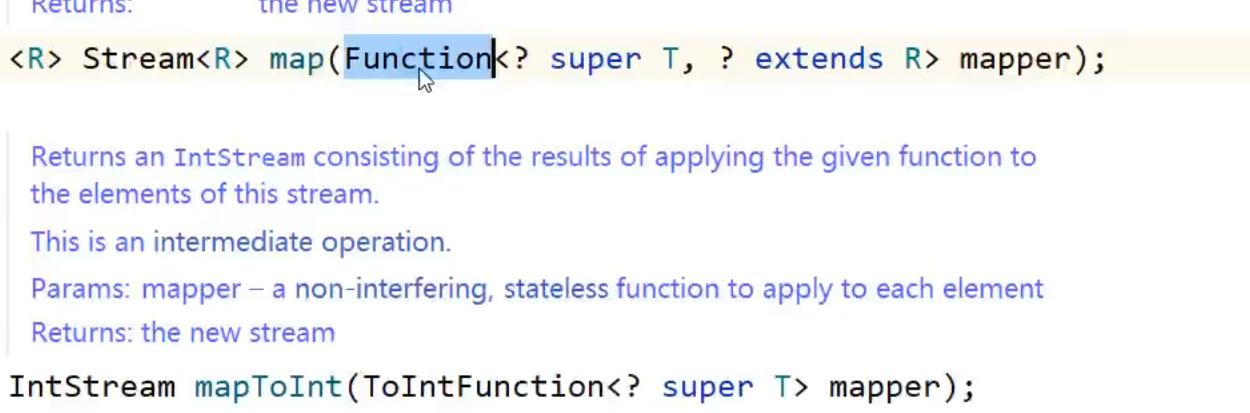 Returns: the new stream
<R> Stream<R> map(Function<? super T, ? extends R> mapper);
Returns an IntStream consisting of the results of applying the given function to
the elements of this stream.
This is an intermediate operation.
Params: mapper – a non-interfering, stateless function to apply to each element
Returns: the new stream
IntStream mapToInt(ToIntFunction<? super T> mapper);